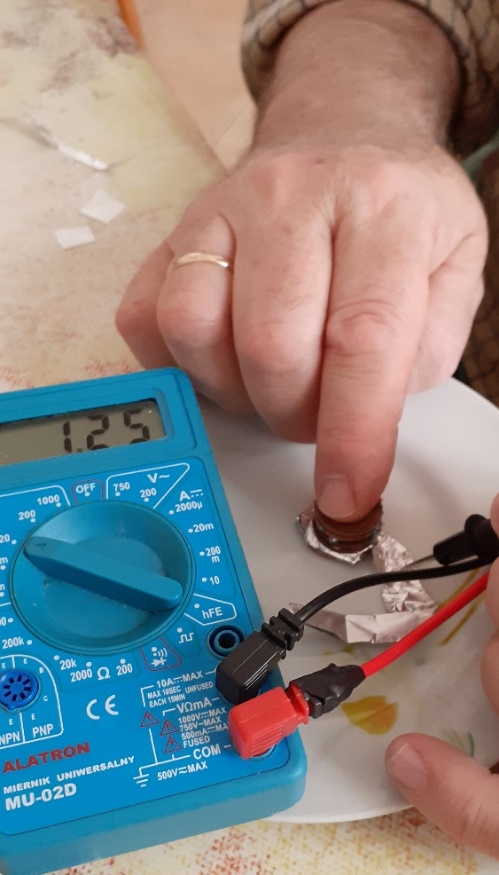 1.25
1000 OFF 750 V~
200 200 A⎓
20 2000µ
20m
200
m
10
hFE
200k
20k
2000 Ω 200
E E C
E E
NPN PNP
CE
10A⎓MAX
MAX 10SEC UNFUSED
EACH 15MIN
VΩmA
1000V⎓MAX
750V~MAX
500mA⎓MAX
FUSED
COM
500V⎓MAX
ALATRON
MIERNIK UNIWERSALNY
MU-02D